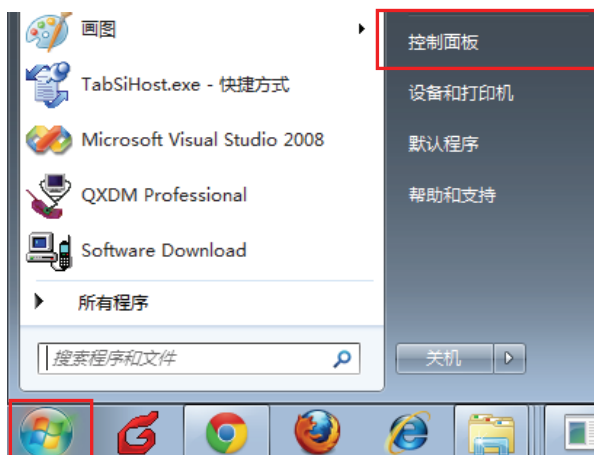 画图
TabSiHost.exe - 快捷方式
Microsoft Visual Studio 2008
QXDM Professional
Software Download
所有程序
搜索程序和文件
控制面板
设备和打印机
默认程序
帮助和支持
关机